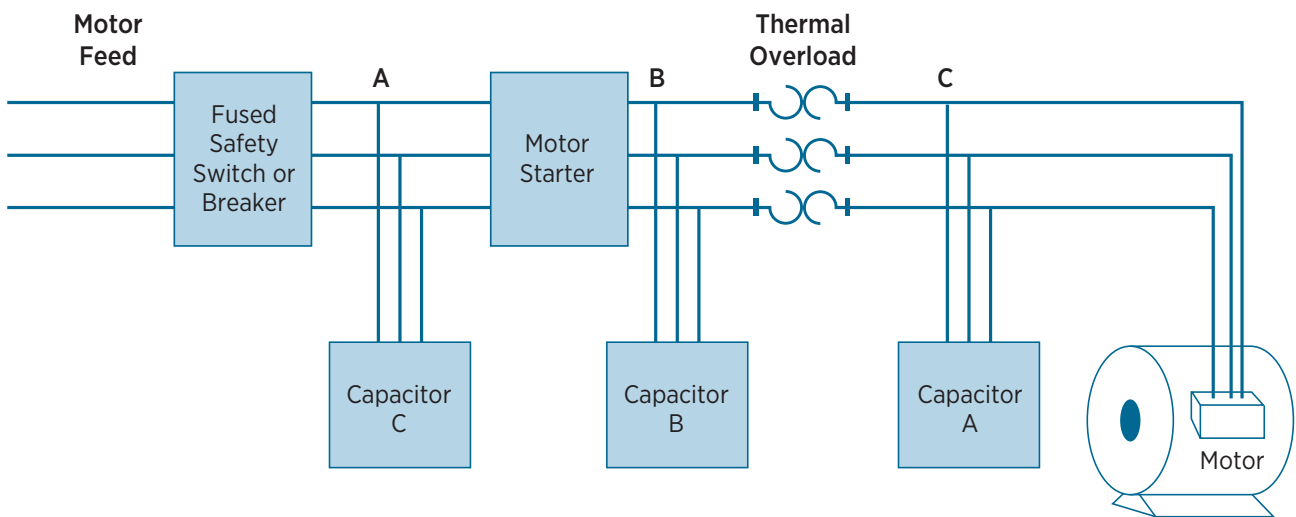 Motor
Feed
Thermal
Overload
A
B
C
Fused
Safety
Switch or
Breaker
Motor
Starter
Capacitor
C
Capacitor
B
Capacitor
A
Motor